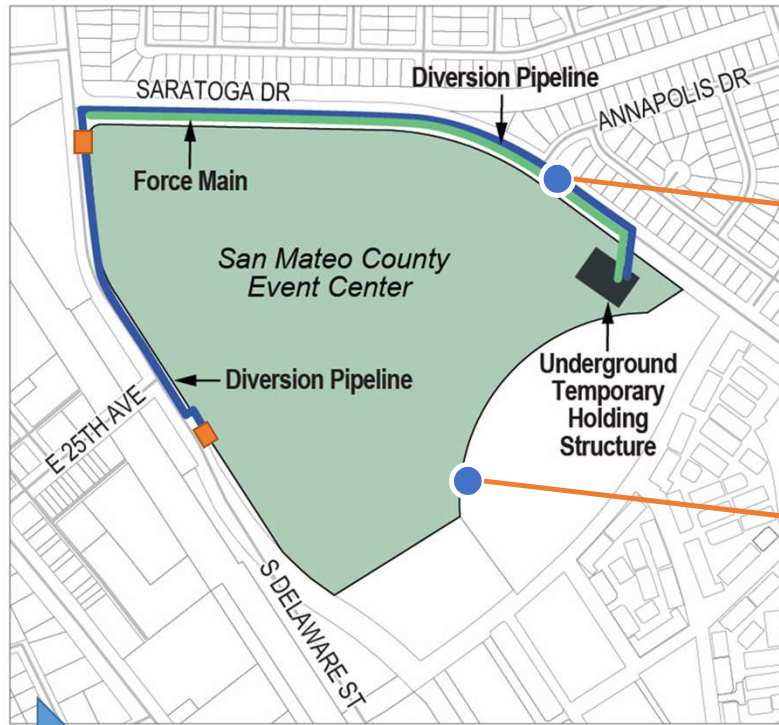 SARATOGA DR
Diversion Pipeline
ANNAPOLIS DR
Force Main
San Mateo County
Event Center
Underground
Temporary
Holding
Structure
Diversion Pipeline
E 25TH AVE
S DELAWARE ST